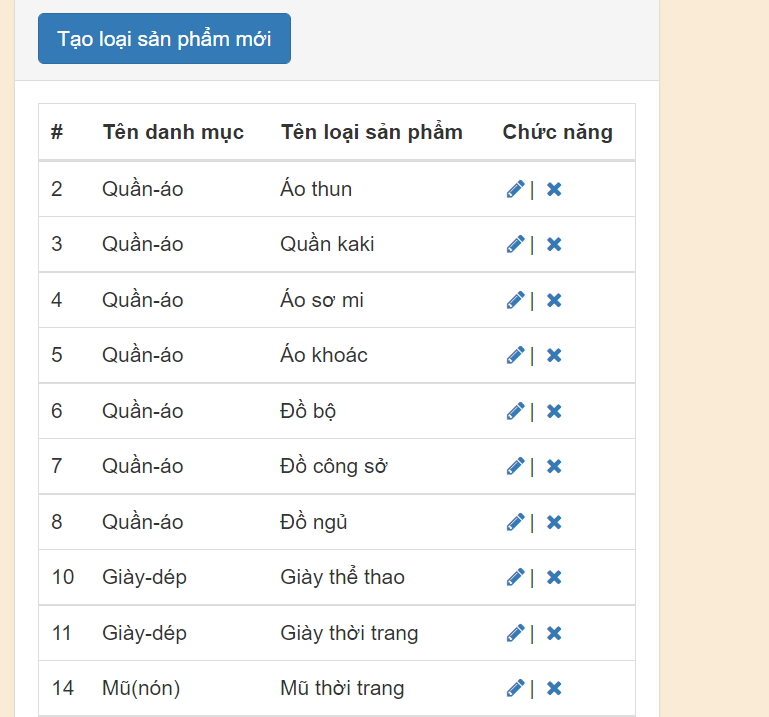 Tạo loại sản phẩm mới
# Tên danh mục Tên loại sản phẩm Chức năng
2 Quần-áo Áo thun |
3 Quần-áo Quần kaki |
4 Quần-áo Áo sơ mi |
5 Quần-áo Áo khoác |
6 Quần-áo Đồ bộ |
7 Quần-áo Đồ công sở |
8 Quần-áo Đồ ngủ |
10 Giày-dép Giày thể thao |
11 Giày-dép Giày thời trang |
14 Mũ(nón) Mũ thời trang |